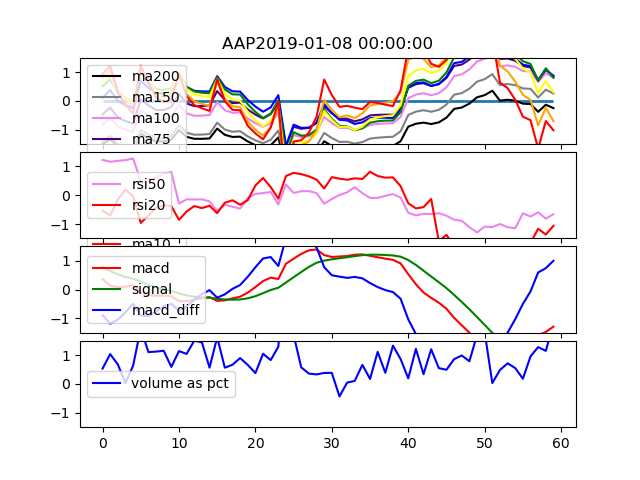 AAP2019-01-08 00:00:00
1
0
−1
ma200
ma150
ma100
ma75
1
0
−1
rsi50
rsi20
ma10
1
0
−1
macd
signal
macd_diff
1
0
−1
volume as pct
0 10 20 30 40 50 60